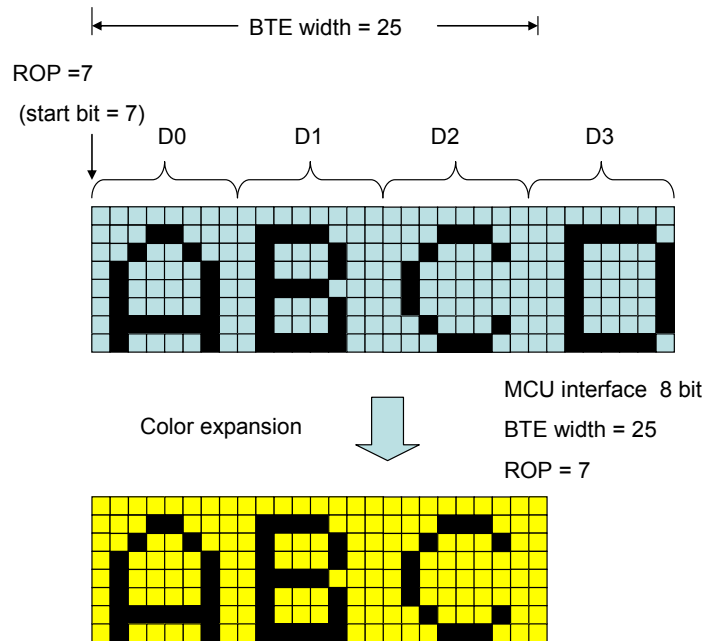 BTE width = 25
ROP =7
(start bit = 7)
D0 D1 D2 D3
MCU interface 8 bit
Color expansion
BTE width = 25
ROP = 7